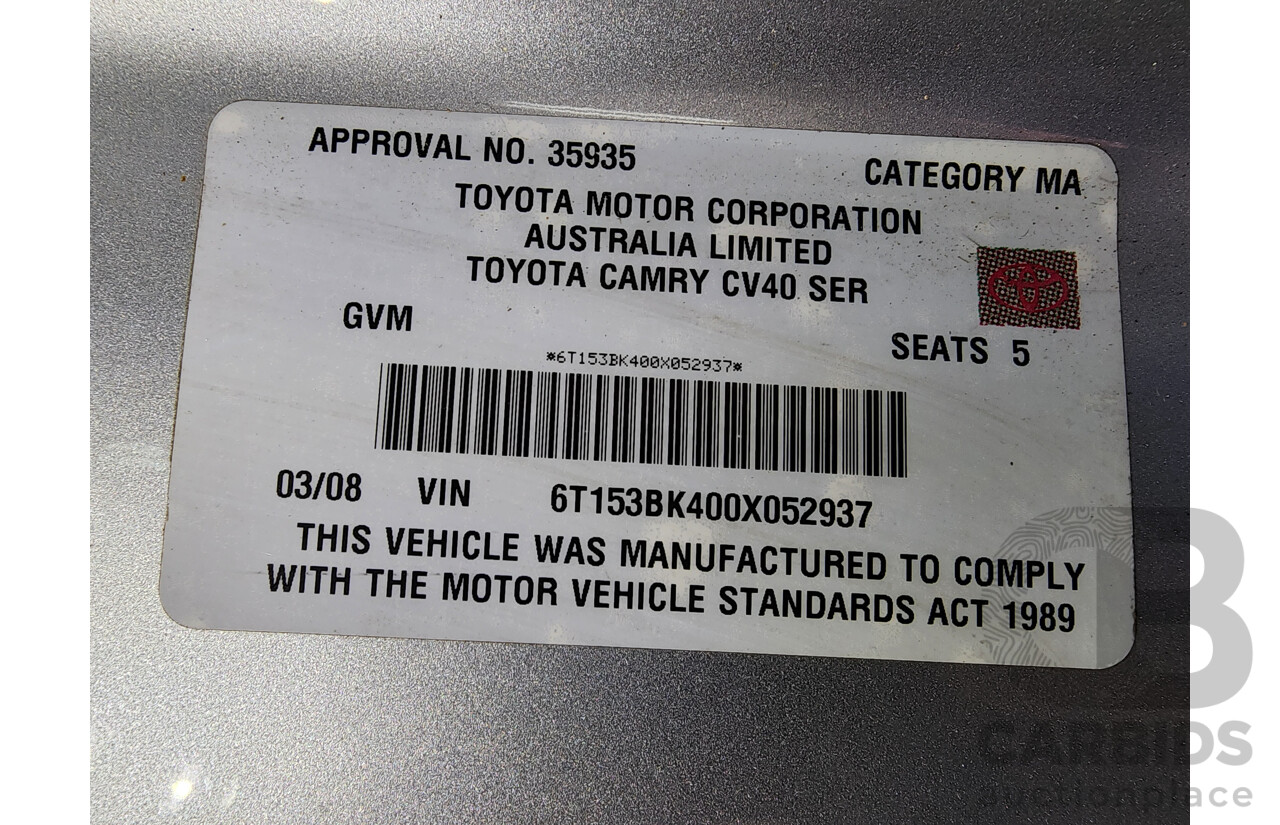 APPROVAL NO. 35935 CATEGORY MA
TOYOTA MOTOR CORPORATION
AUSTRALIA LIMITED
TOYOTA CAMRY CV40 SER
GVM SEATS 5
*6T153BK400X052937*
03/08 VIN 6T153BK400X052937
THIS VEHICLE WAS MANUFACTURED TO COMPLY
WITH THE MOTOR VEHICLE STANDARDS ACT 1989
CARBIDS
auctionplace